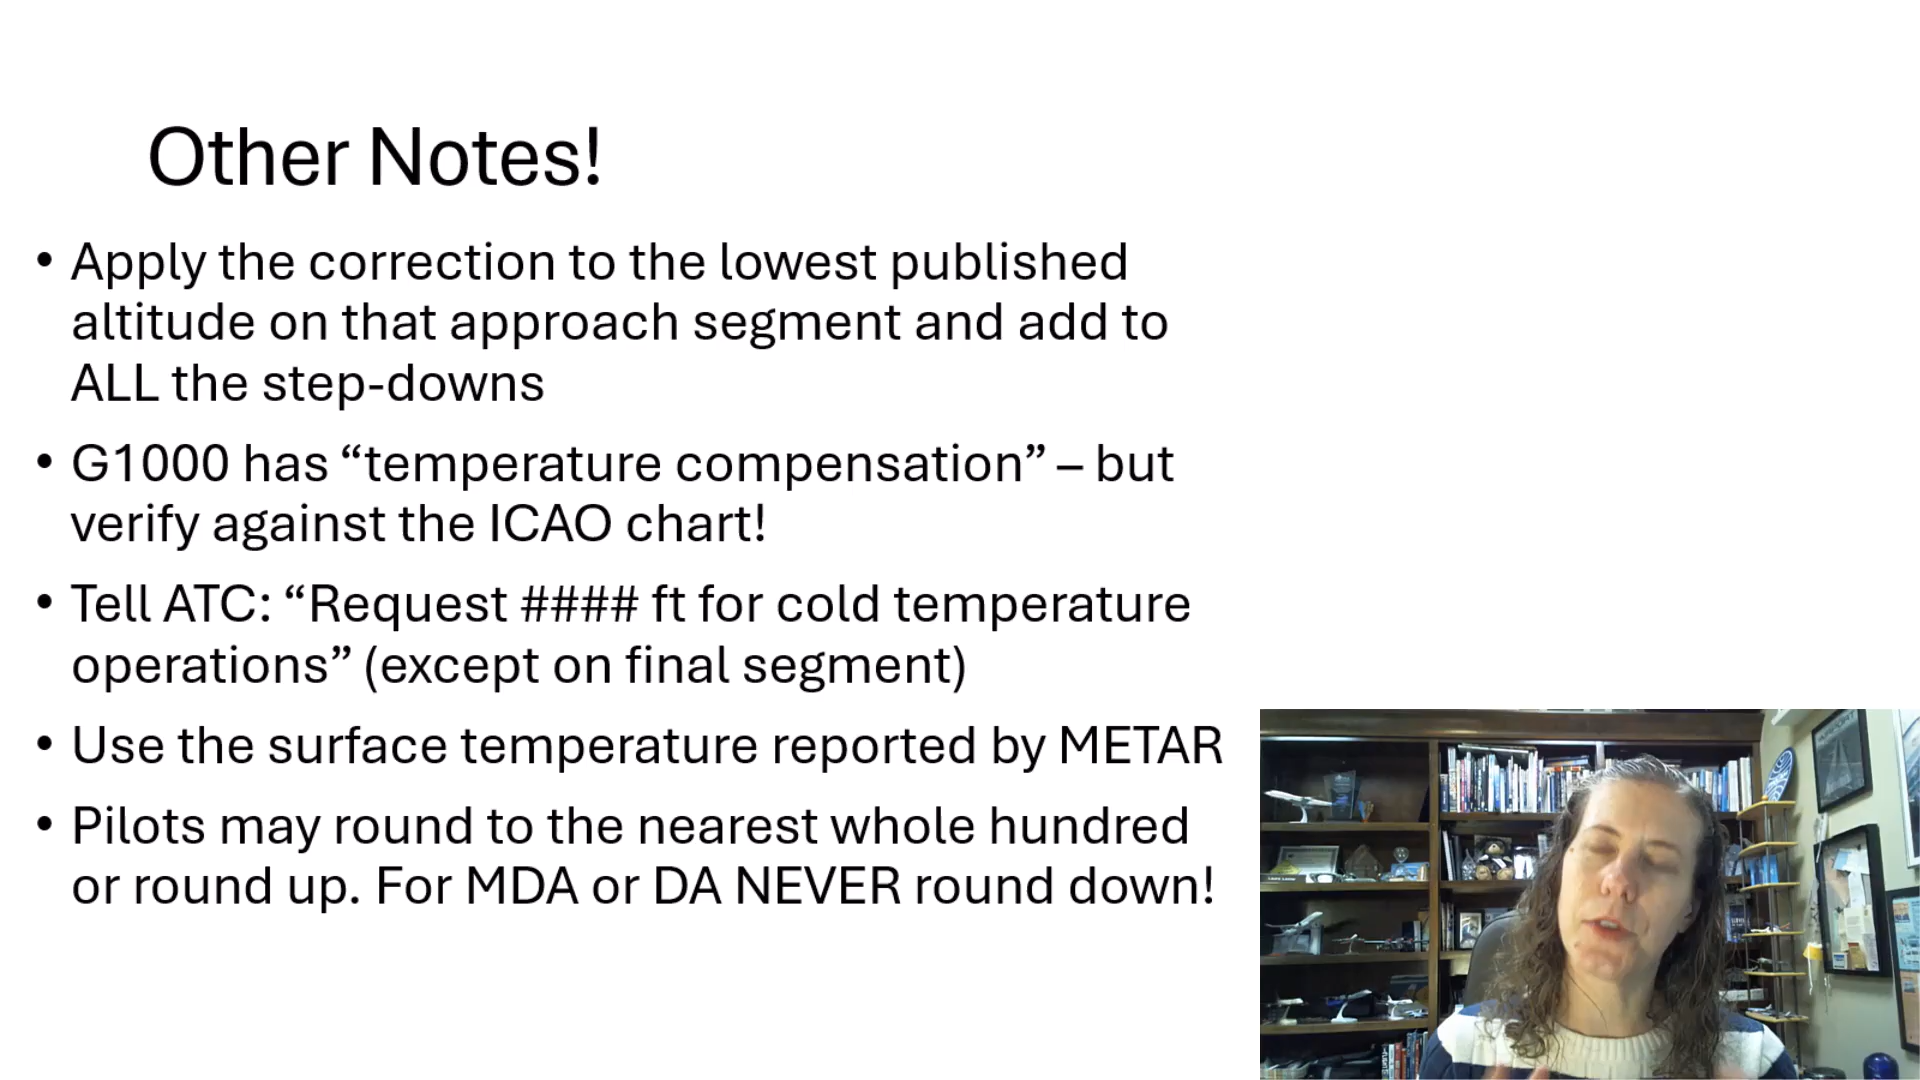 Other Notes!
• Apply the correction to the lowest published
altitude on that approach segment and add to
ALL the step-downs
• G1000 has “temperature compensation” – but
verify against the ICAO chart!
• Tell ATC: “Request #### ft for cold temperature
operations” (except on final segment)
• Use the surface temperature reported by METAR
• Pilots may round to the nearest whole hundred
or round up. For MDA or DA NEVER round down!